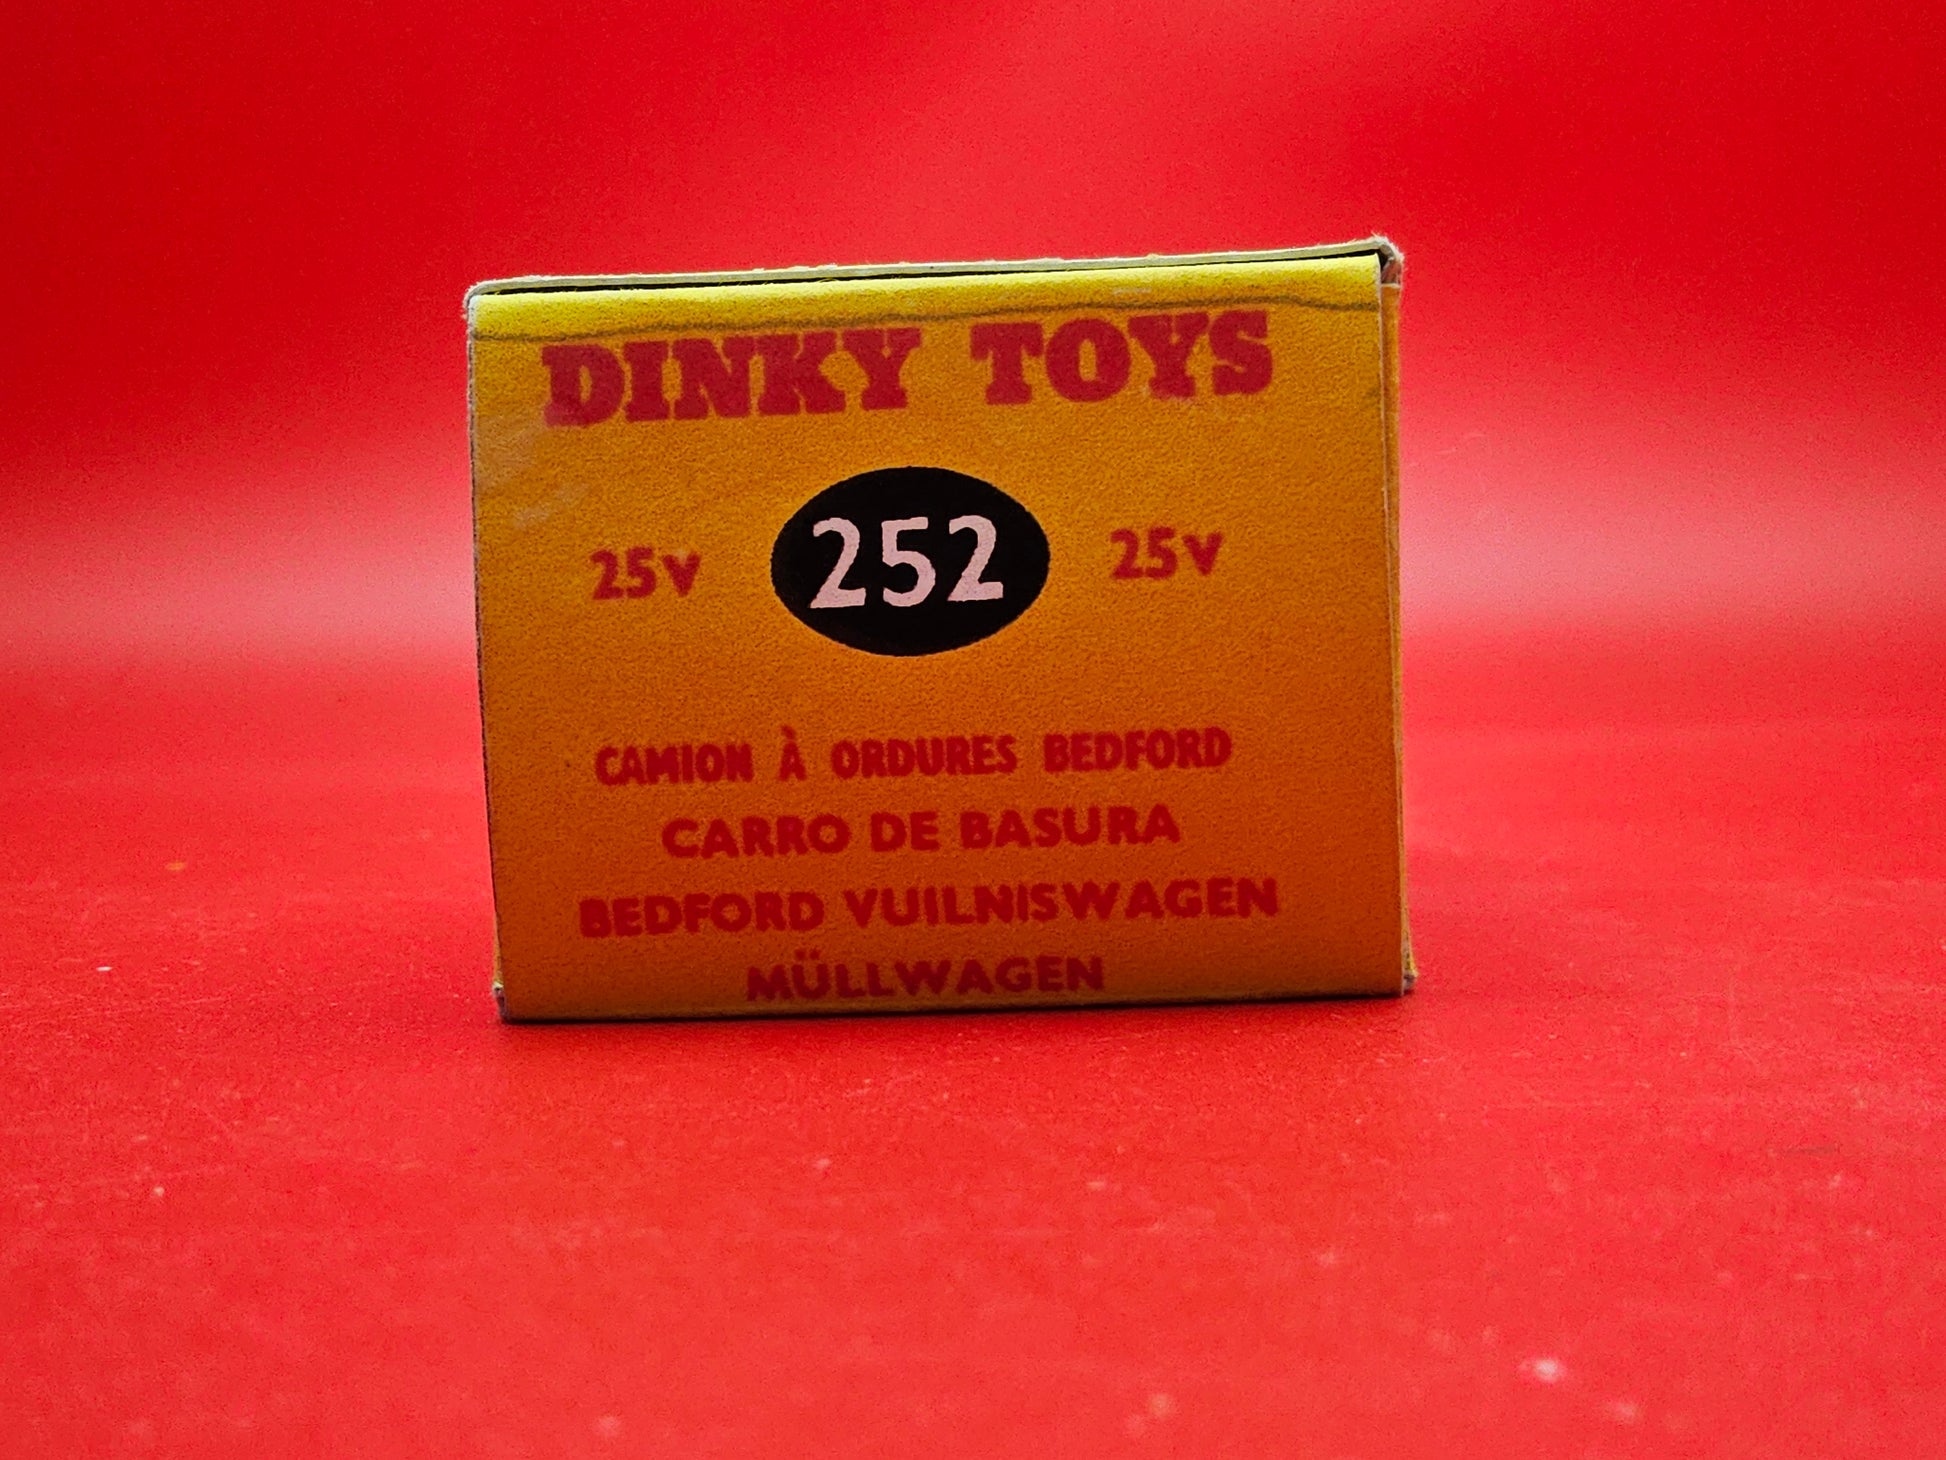 DINKY TOYS
25v 252 25v
CAMION À ORDURES BEDFORD
CARRO DE BASURA
BEDFORD VUILNISWAGEN
MÜLLWAGEN